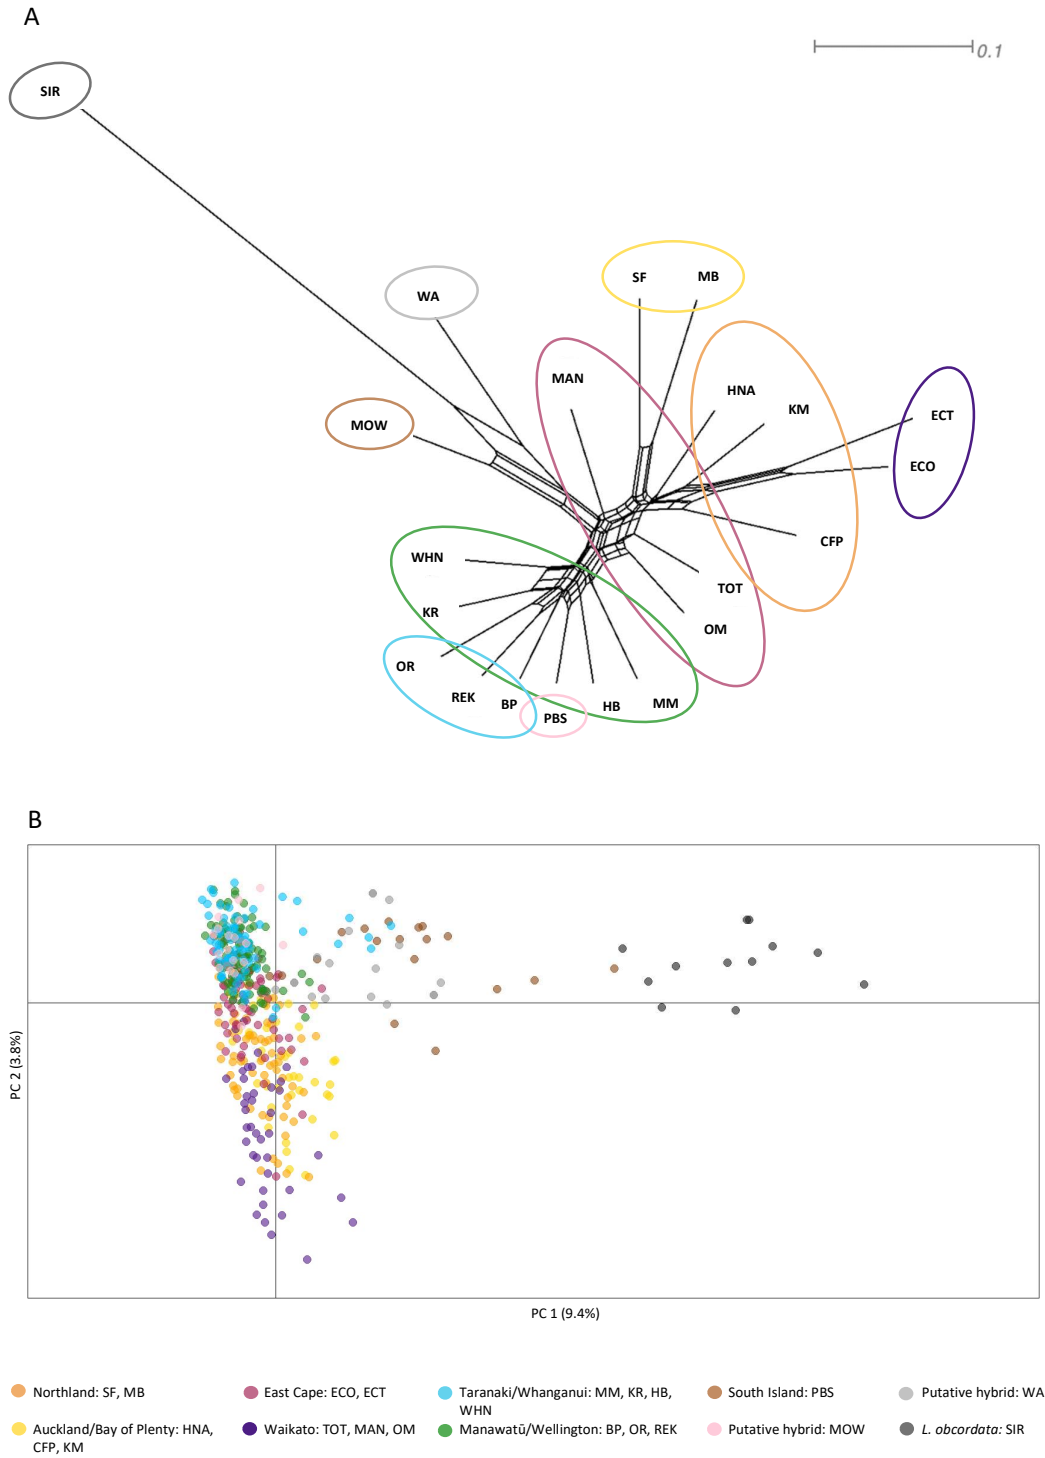 A
0.1
SIR
WA
SF
MB
MAN
HNA
KM
ECT
MOW
ECO
CFP
WHN
TOT
KR
OM
OR
REK
BP
PBS
HB
MM
B
PC 2 (3.8%)
PC 1 (9.4%)
Northland: SF, MB
East Cape: ECO, ECT
Taranaki/Whanganui: MM, KR, HB,
WHN
South Island: PBS
Putative hybrid: WA
Auckland/Bay of Plenty: HNA,
CFP, KM
Waikato: TOT, MAN, OM
Manawatū/Wellington: BP, OR, REK
Putative hybrid: MOW
L. obcordata: SIR